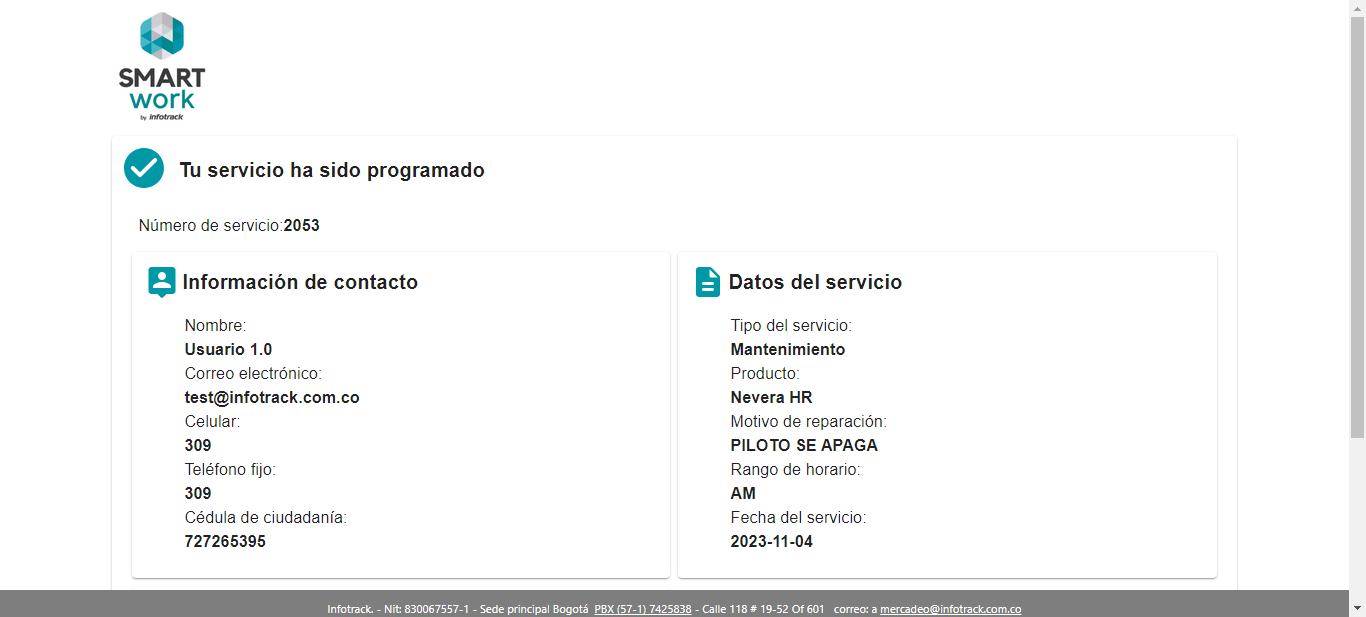 SMART
work
by infotrack
Tu servicio ha sido programado
Número de servicio:2053
Información de contacto
Nombre:
Usuario 1.0
Correo electrónico:
test@infotrack.com.co
Celular:
309
Teléfono fijo:
309
Cédula de ciudadanía:
727265395
Datos del servicio
Tipo del servicio:
Mantenimiento
Producto:
Nevera HR
Motivo de reparación:
PILOTO SE APAGA
Rango de horario:
AM
Fecha del servicio:
2023-11-04
Infotrack. - Nit: 830067557-1 - Sede principal Bogotá PBX (57-1) 7425838 - Calle 118 # 19-52 Of 601 correo: a mercadeo@infotrack.com.co